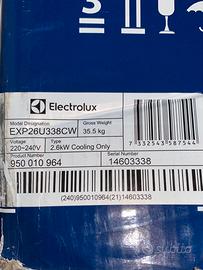 Electrolux
Model Designation
EXP26U338CW
Gross Weight
35.5 kg
7 332543 587544
Voltage
220~240V
Type
2.6kW Cooling Only
Product Number
950 010 964
Serial Number
14603338
(240)950010964(21)14603338
subito